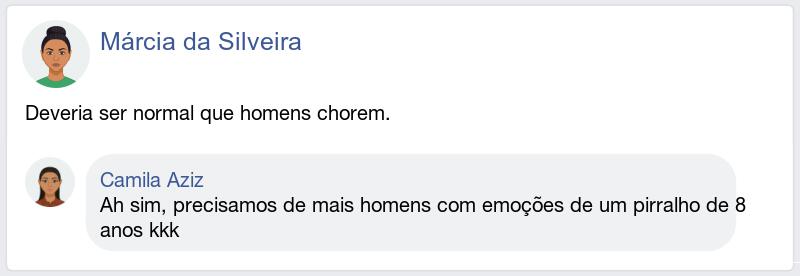 Márcia da Silveira
Deveria ser normal que homens chorem.
Camila Aziz
Ah sim, precisamos de mais homens com emoções de um pirralho de 8
anos kkk